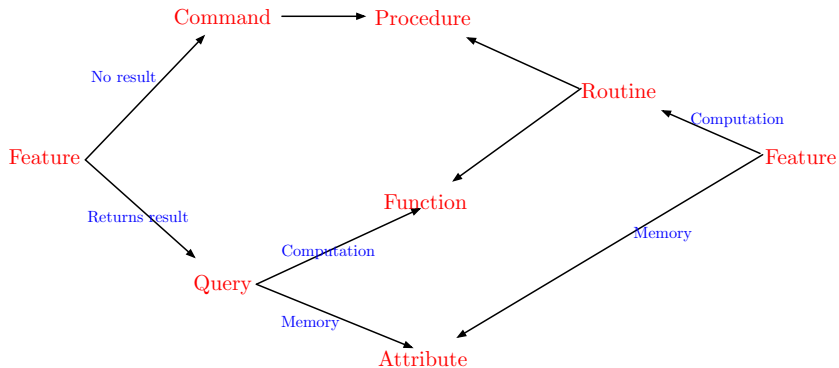 Command
Procedure
No result
Routine
Computation
Feature
Feature
Function
Returns result
Memory
Computation
Query
Memory
Attribute